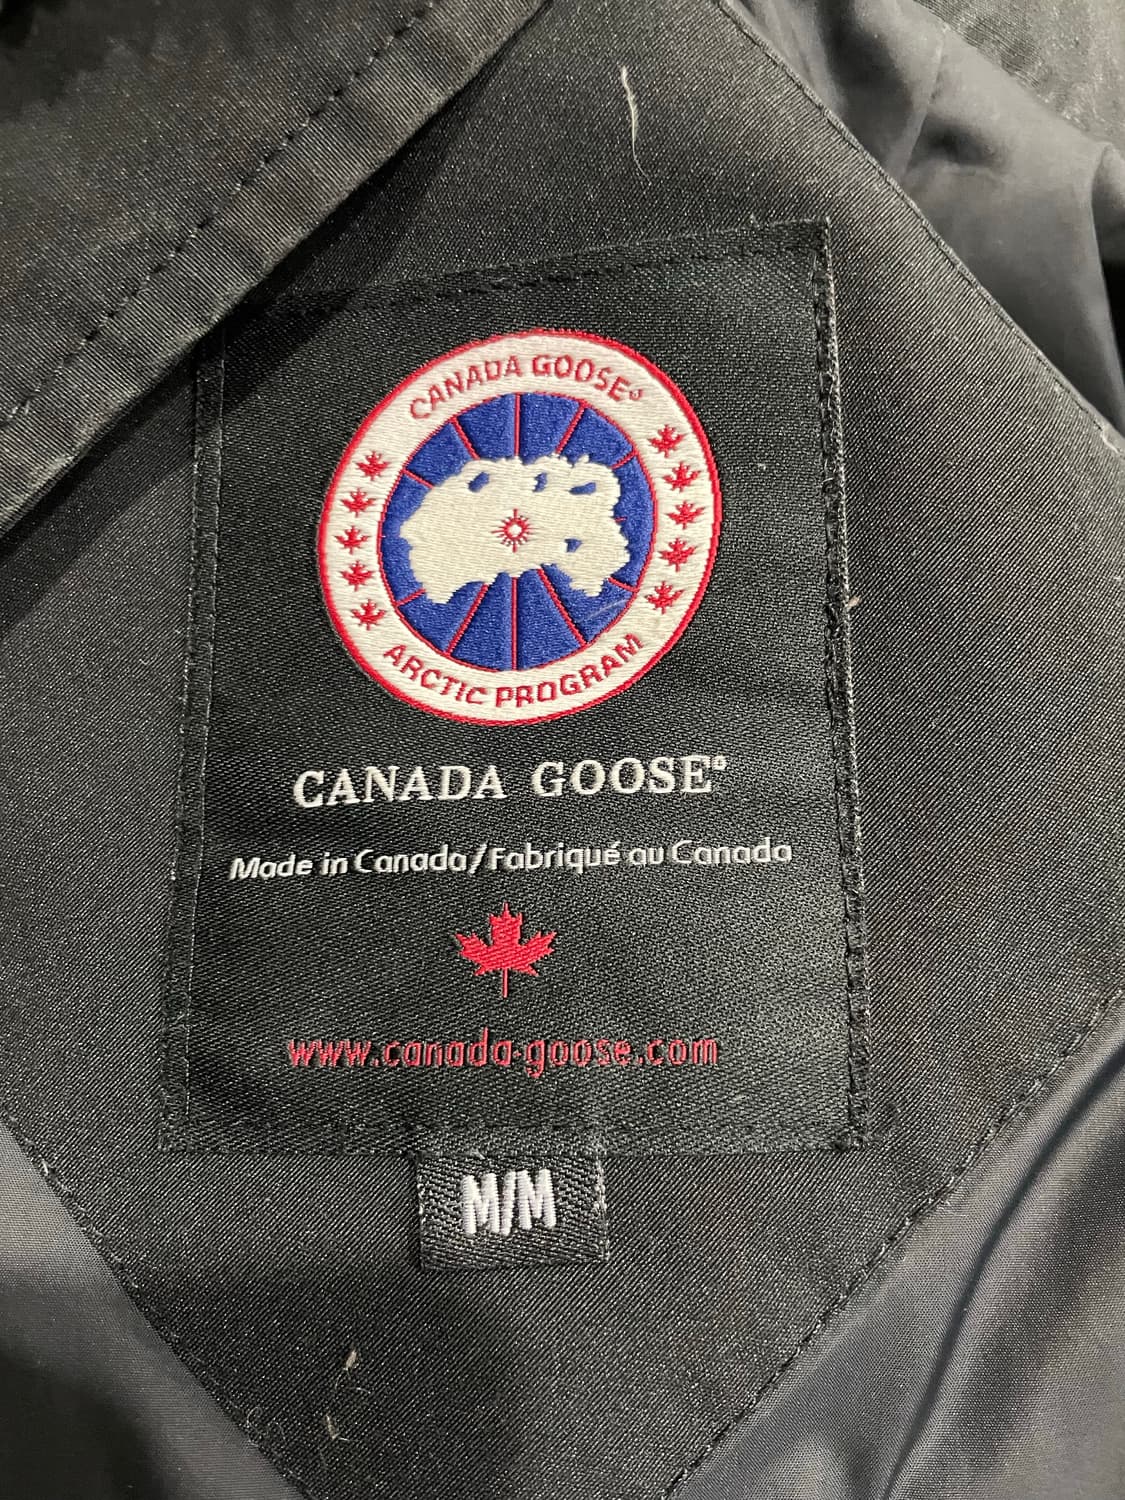 CANADA GOOSE®
ARCTIC PROGRAM
CANADA GOOSE®
Made in Canada/Fabriqué au Canada
www.canada-goose.com
M/M